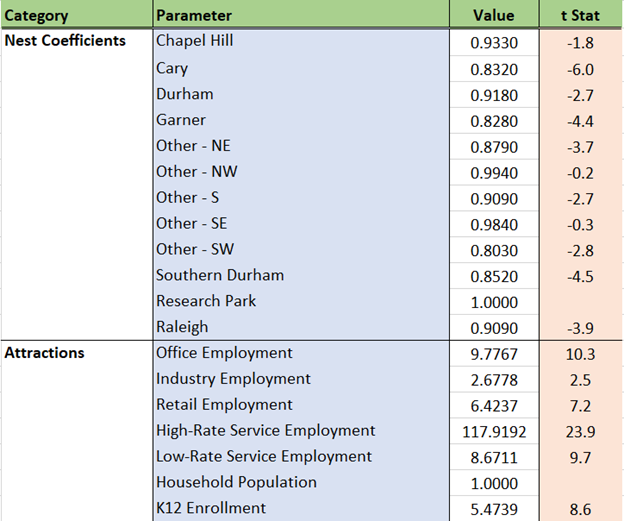 Category Parameter Value t Stat
Nest Coefficients Chapel Hill 0.9330 -1.8
Cary 0.8320 -6.0
Durham 0.9180 -2.7
Garner 0.8280 -4.4
Other - NE 0.8790 -3.7
Other - NW 0.9940 -0.2
Other - S 0.9090 -2.7
Other - SE 0.9840 -0.3
Other - SW 0.8030 -2.8
Southern Durham 0.8520 -4.5
Research Park 1.0000
Raleigh 0.9090 -3.9
Attractions Office Employment 9.7767 10.3
Industry Employment 2.6778 2.5
Retail Employment 6.4237 7.2
High-Rate Service Employment 117.9192 23.9
Low-Rate Service Employment 8.6711 9.7
Household Population 1.0000
K12 Enrollment 5.4739 8.6